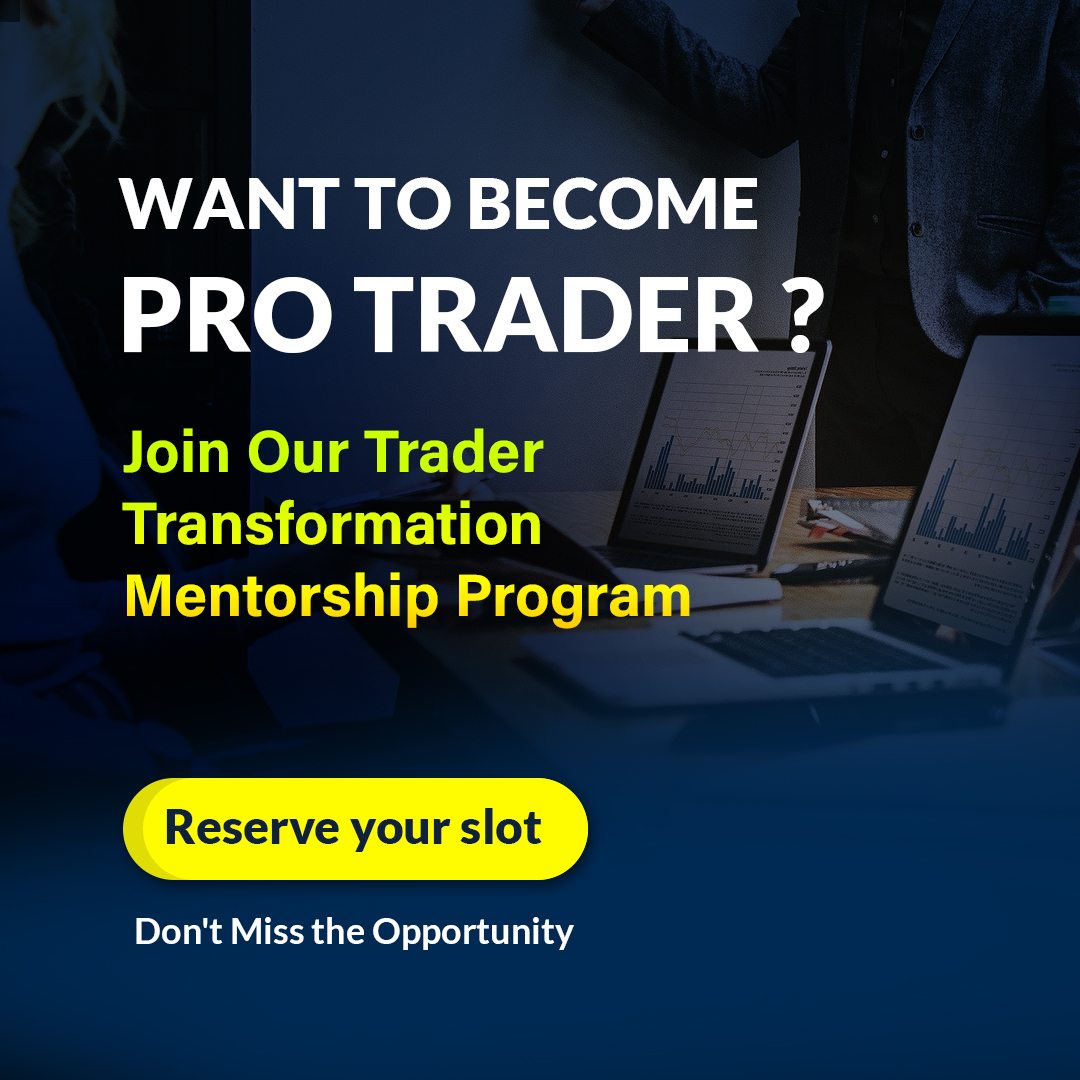 WANT TO BECOME
PRO TRADER ?
Join Our Trader
Transformation
Mentorship Program
Reserve your slot
Don't Miss the Opportunity